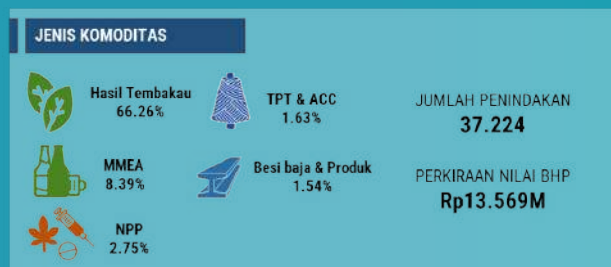 JENIS KOMODITAS
Hasil Tembakau
66.26%
MMEA
8.39%
NPP
2.75%
TPT & ACC
1.63%
Besi baja & Produk
1.54%
JUMLAH PENINDAKAN
37.224
PERKIRAAN NILAI BHP
Rp13.569M